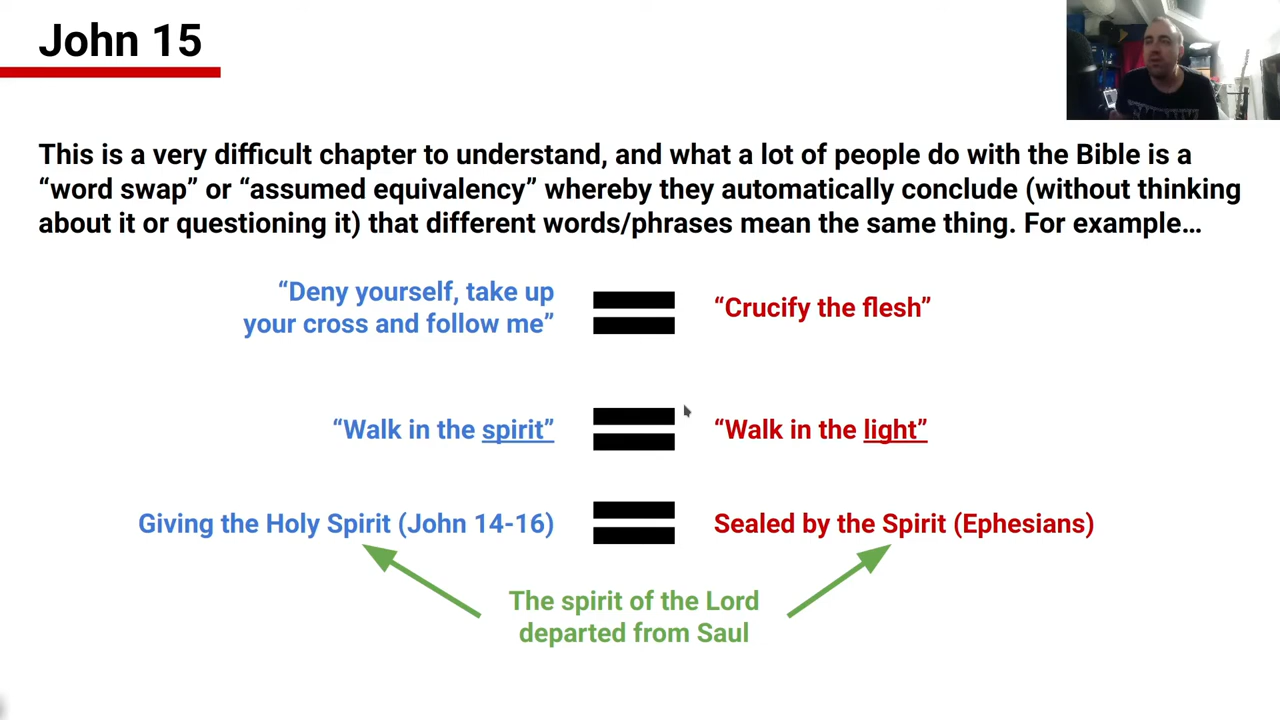 John 15
This is a very difficult chapter to understand, and what a lot of people do with the Bible is a
“word swap” or “assumed equivalency” whereby they automatically conclude (without thinking
about it or questioning it) that different words/phrases mean the same thing. For example…
“Deny yourself, take up
your cross and follow me”
“Crucify the flesh”
“Walk in the spirit”
“Walk in the light”
Giving the Holy Spirit (John 14-16)
Sealed by the Spirit (Ephesians)
The spirit of the Lord
departed from Saul